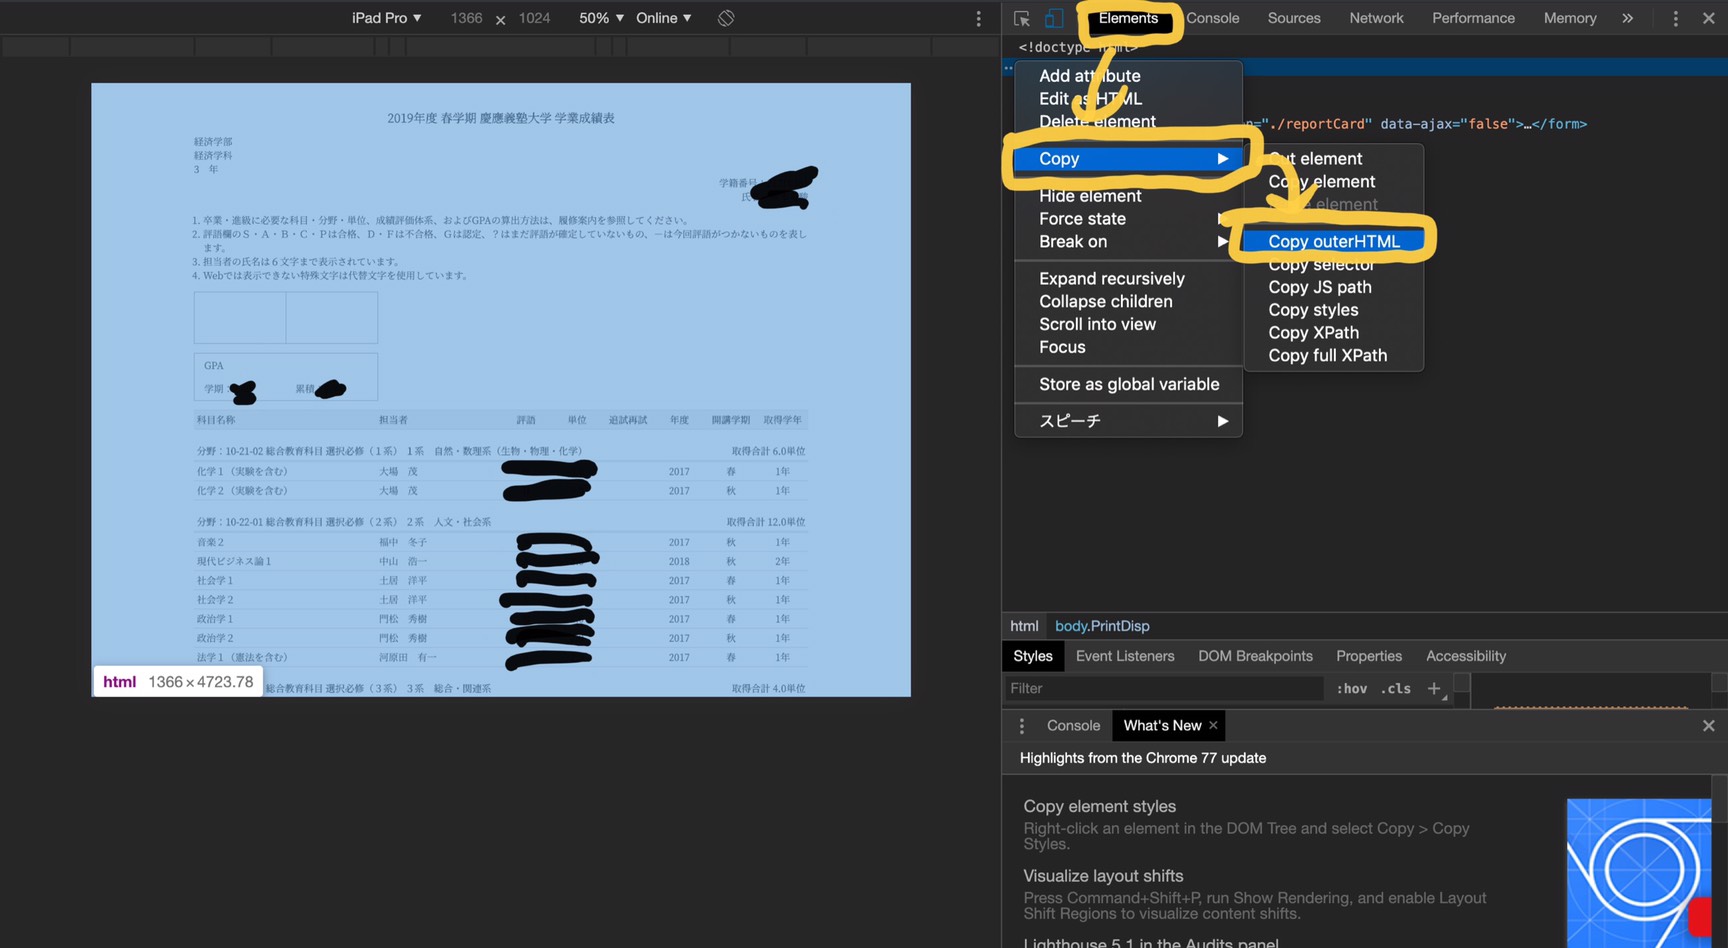 iPad Pro ▼ 1366 × 1024 50% ▼ Online ▼
Elements Console Sources Network Performance Memory »
<!doctype html>
2019年度 春学期 慶應義塾大学 学業成績表
経済学部
経済学科
3 年
学籍番号
氏
1. 卒業・進級に必要な科目・分野・単位、成績評価体系、およびGPAの算出方法は、履修案内を参照してください。
2. 評語欄のS・A・B・C・Pは合格、D・Fは不合格、Gは認定、?はまだ評語が確定していないもの、－は今回評語がつかないものを表し
ます。
3. 担当者の氏名は6文字まで表示されています。
4. Webでは表示できない特殊文字は代替文字を使用しています。
GPA
学期 累積
科目名称 担当者 評語 単位 追試再試 年度 開講学期 取得学年
分野：10-21-02 総合教育科目 選択必修（1系） 1系 自然・数理系（生物・物理・化学） 取得合計 6.0単位
化学1（実験を含む） 大場 茂 2017 春 1年
化学2（実験を含む） 大場 茂 2017 秋 1年
分野：10-22-01 総合教育科目 選択必修（2系） 2系 人文・社会系 取得合計 12.0単位
音楽2 福中 冬子 2017 秋 1年
現代ビジネス論1 中山 浩一 2018 秋 2年
社会学1 土居 洋平 2017 春 1年
社会学2 土居 洋平 2017 秋 1年
政治学1 門松 秀樹 2017 春 1年
政治学2 門松 秀樹 2017 秋 1年
法学1（憲法を含む） 河原田 有一 2017 春 1年
総合教育科目 選択必修（3系） 3系 総合・関連系 取得合計 4.0単位
html 1366×4723.78
Add attribute
Edit as HTML
Delete element
Copy ▶
Hide element
Force state
Break on ▶
Expand recursively
Collapse children
Scroll into view
Focus
Store as global variable
スピーチ ▶
="./reportCard" data-ajax="false">…</form>
Cut element
Copy element
element
Copy outerHTML
Copy selector
Copy JS path
Copy styles
Copy XPath
Copy full XPath
html body.PrintDisp
Styles Event Listeners DOM Breakpoints Properties Accessibility
Filter :hov .cls +
Console What's New ×
Highlights from the Chrome 77 update
Copy element styles
Right-click an element in the DOM Tree and select Copy > Copy
Styles.
Visualize layout shifts
Press Command+Shift+P, run Show Rendering, and enable Layout
Shift Regions to visualize content shifts.
Lighthouse 5.1 in the Audits panel